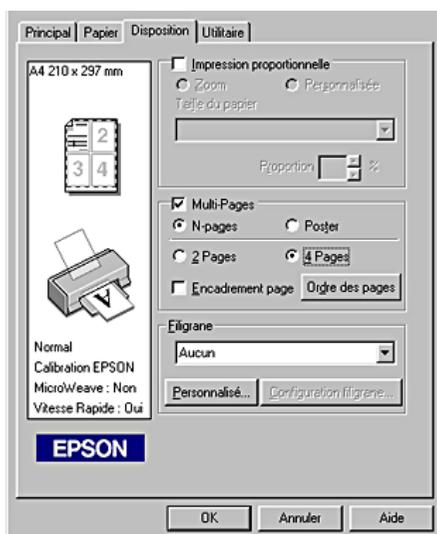 Principal Papier Disposition Utilitaire
A4 210 x 297 mm
2
3 4
Normal
Calibration EPSON
MicroWeave : Non
Vitesse Rapide : Oui
EPSON
Impression proportionnelle
Zoom Personnalisée
Taille du papier
Proportion %
Multi-Pages
N-pages Poster
2 Pages 4 Pages
Encadrement page Ordre des pages
Filigrane
Aucun
Personnalisé... Configuration filigrane...
OK Annuler Aide